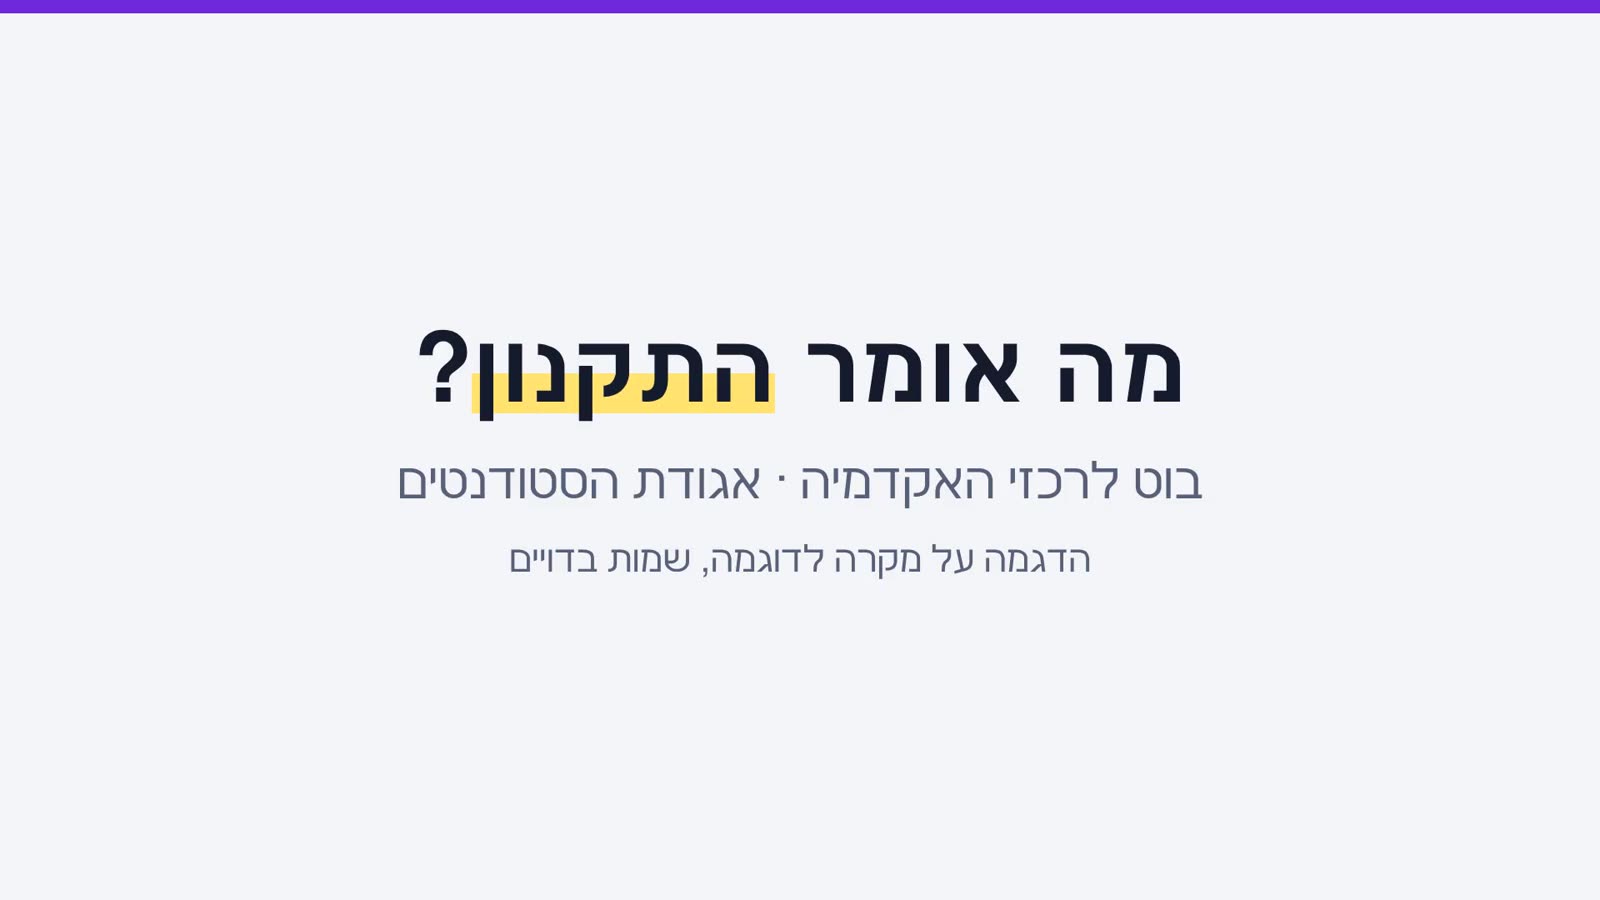 מה אומר התקנון?
בוט לרכזי האקדמיה · אגודת הסטודנטים
הדגמה על מקרה לדוגמה, שמות בדויים